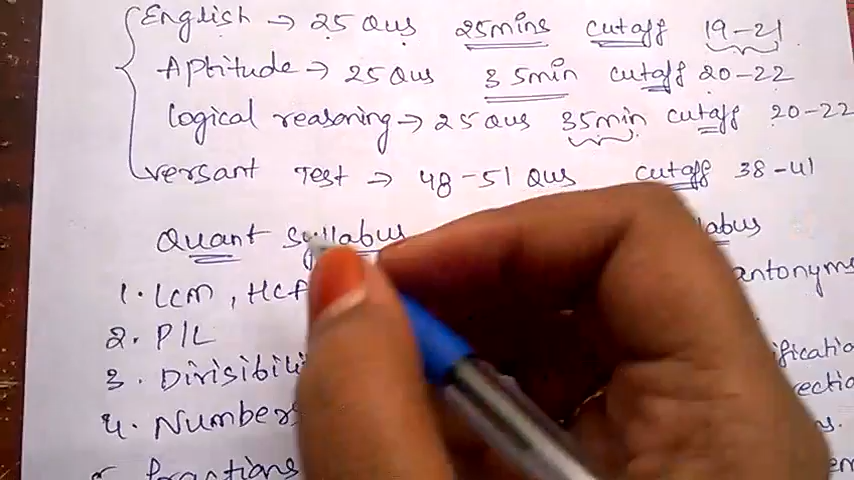 English → 25 Qus 25mins cutoff 19-21
Aptitude → 25 Qus 35min cutoff 20-22
Logical reasoning → 25 Qus 35min cutoff 20-22
versant Test → 48-51 Qus cutoff 38-41
Quant Syllabus
1. LCM, HCF
antonyms
2. P/L
3. Divisibili
4. Numbers
fractions